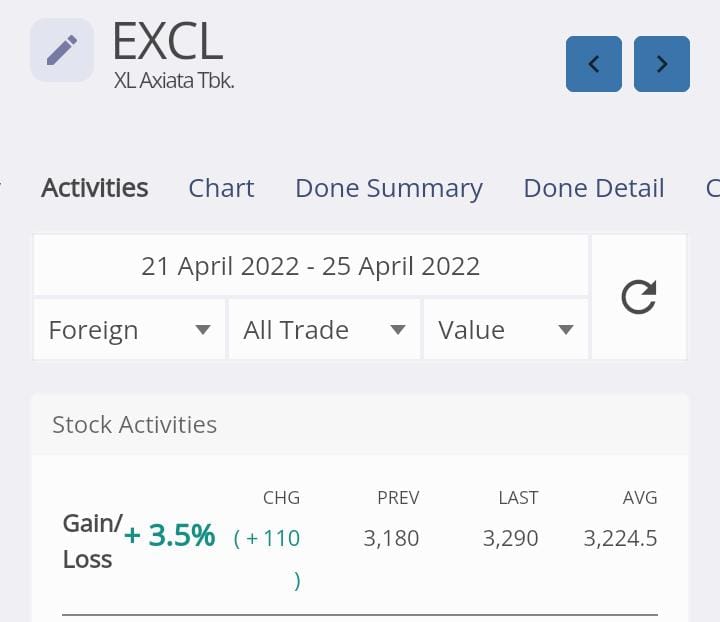 EXCL
XL Axiata Tbk.
Activities Chart Done Summary Done Detail
21 April 2022 - 25 April 2022
Foreign All Trade Value
Stock Activities
CHG PREV LAST AVG
Gain/ + 3.5% ( + 110 3,180 3,290 3,224.5
Loss )